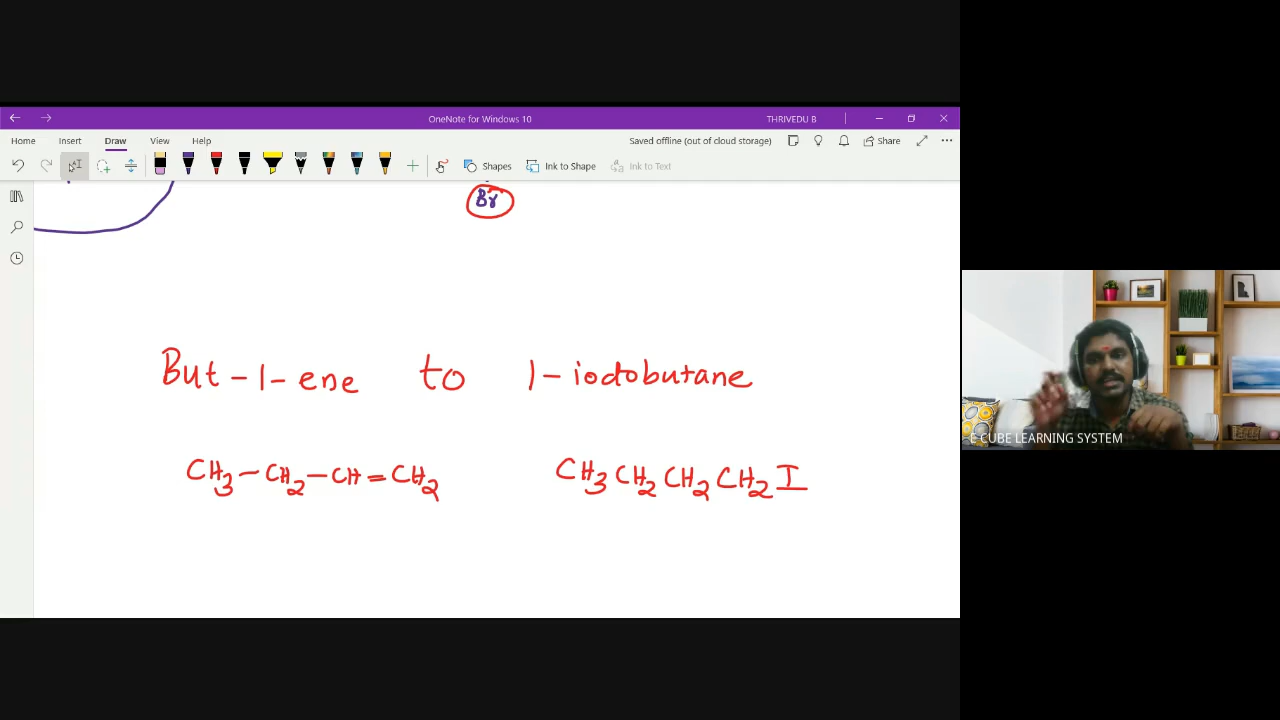 OneNote for Windows 10
THRIVEDU B
Home Insert Draw View Help
Saved offline (out of cloud storage)
Share
Shapes
Ink to Shape
Ink to Text
Br
But-1-ene to 1-iodobutane
CH3-CH2-CH=CH2
CH3CH2CH2CH2I
E CUBE LEARNING SYSTEM